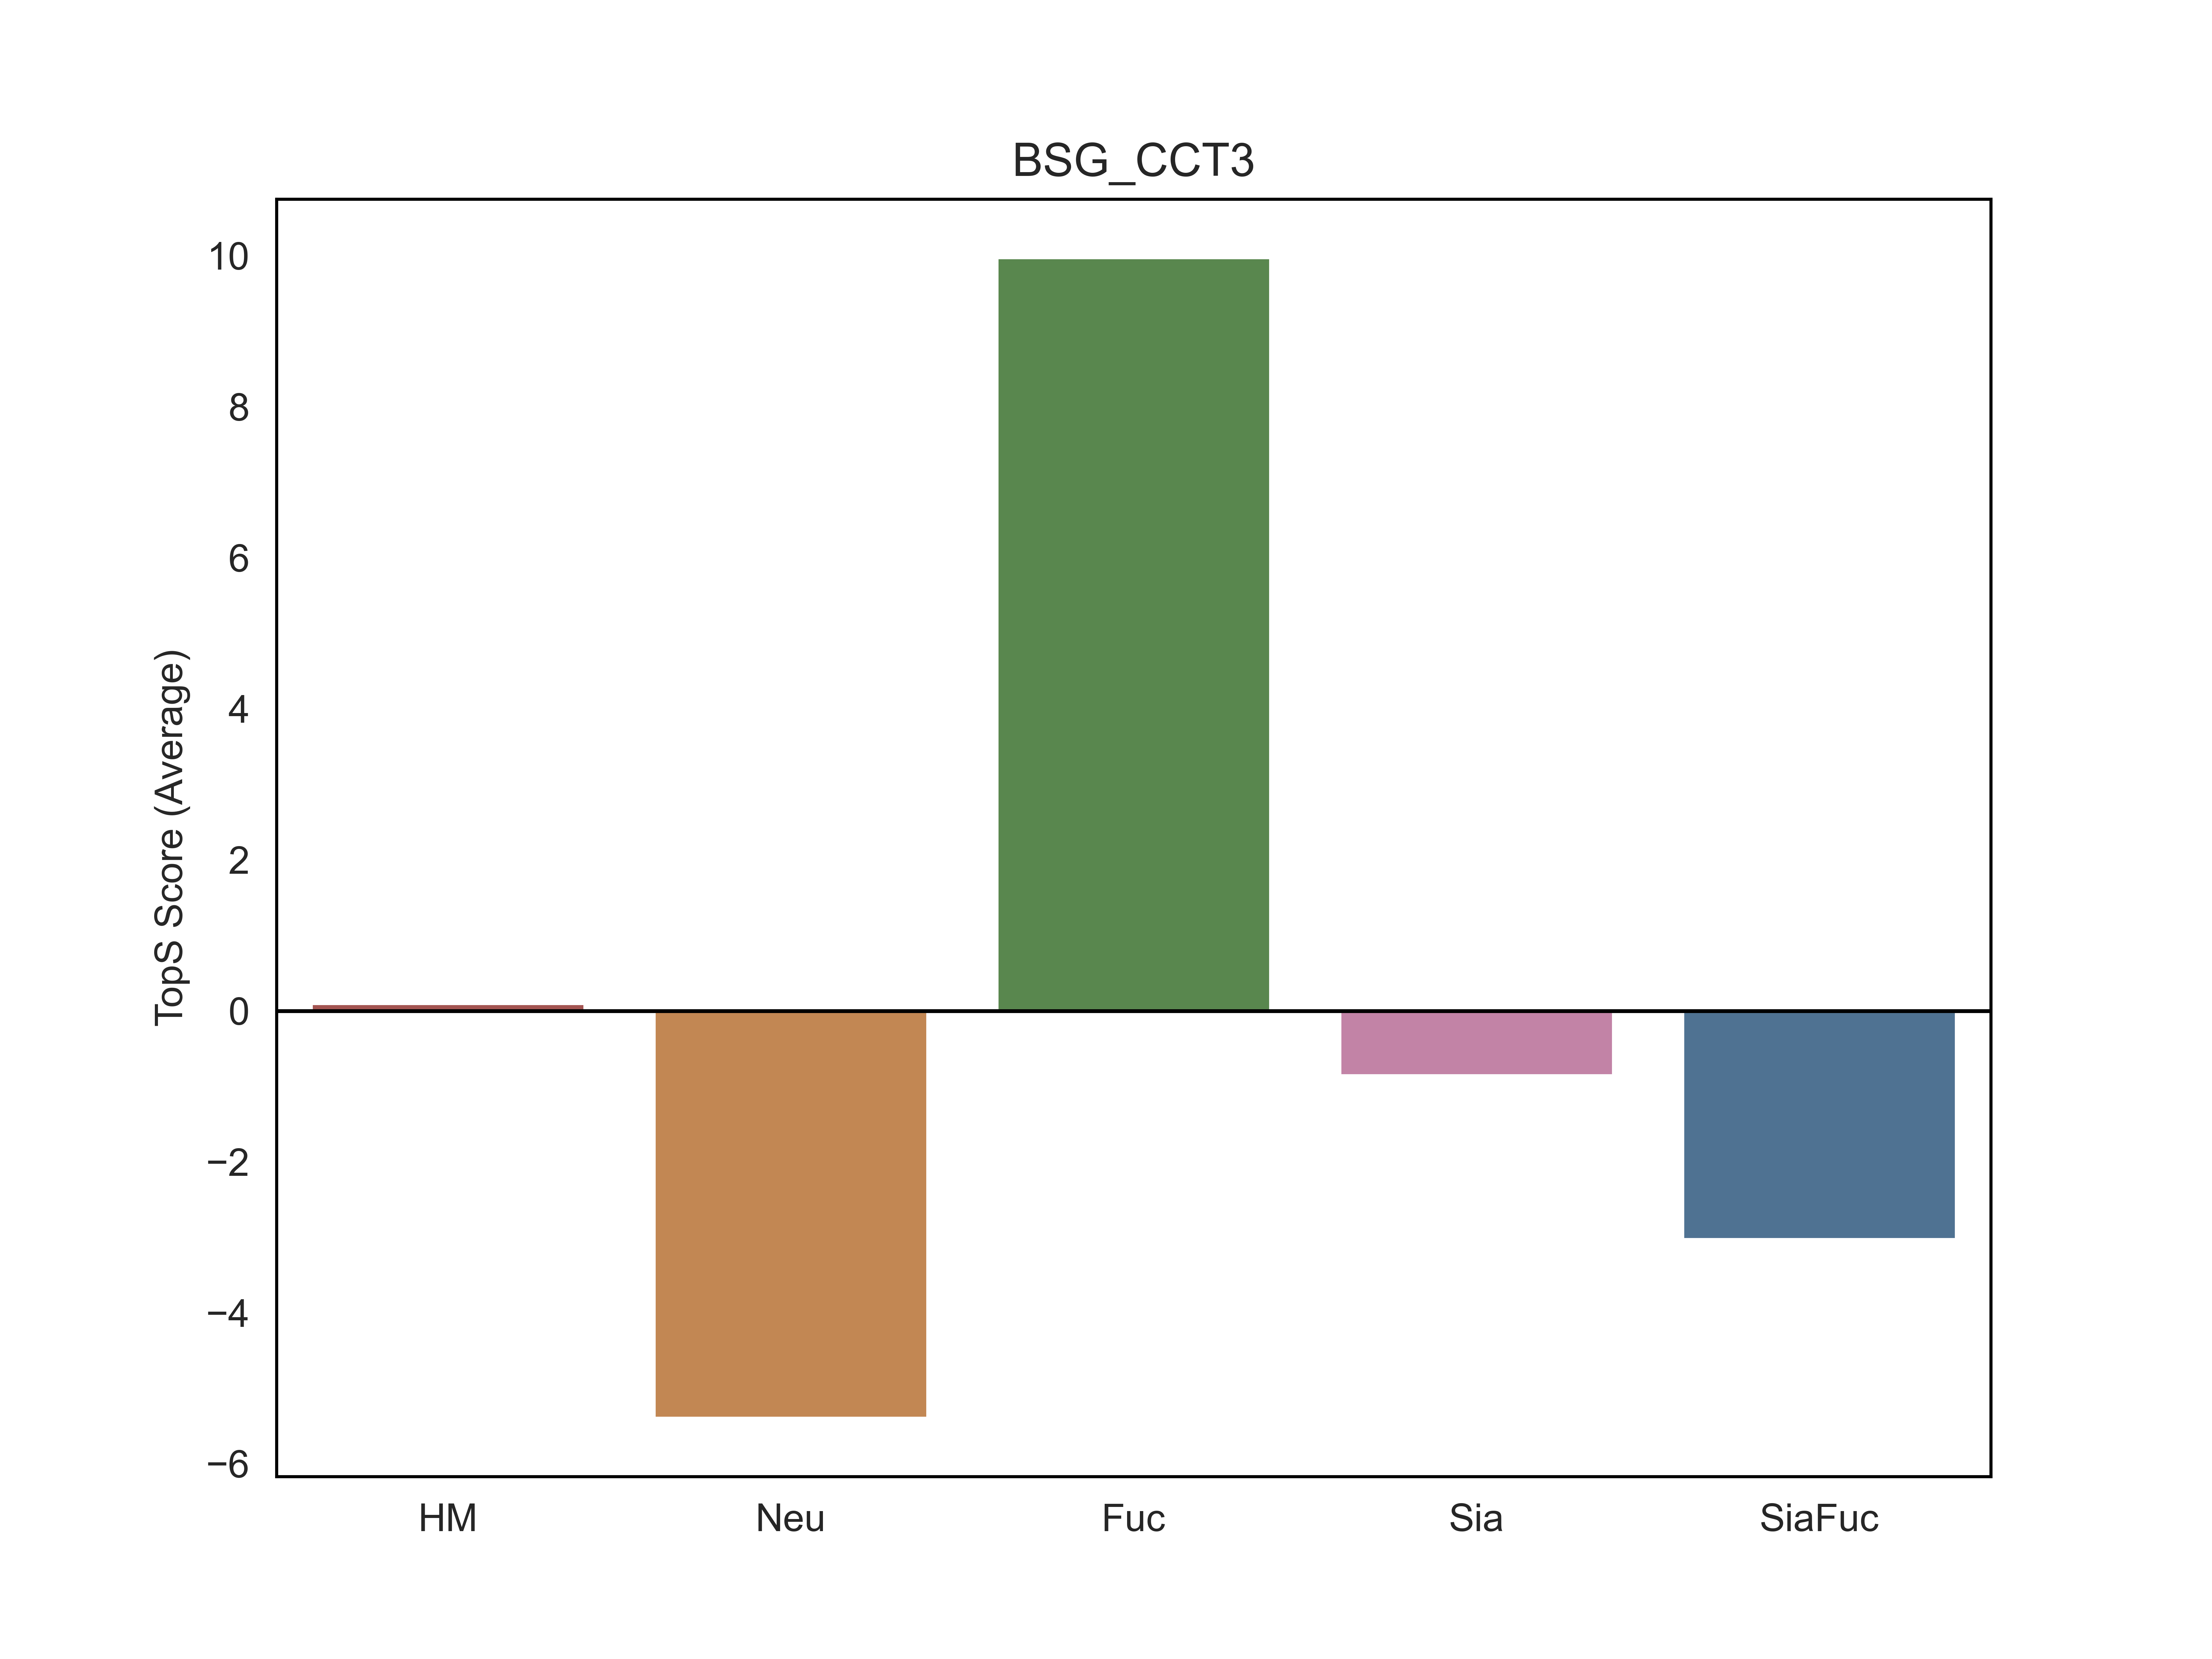 BSG_CCT3
TopS Score (Average)
10
8
6
4
2
0
−2
−4
−6
HM
Neu
Fuc
Sia
SiaFuc